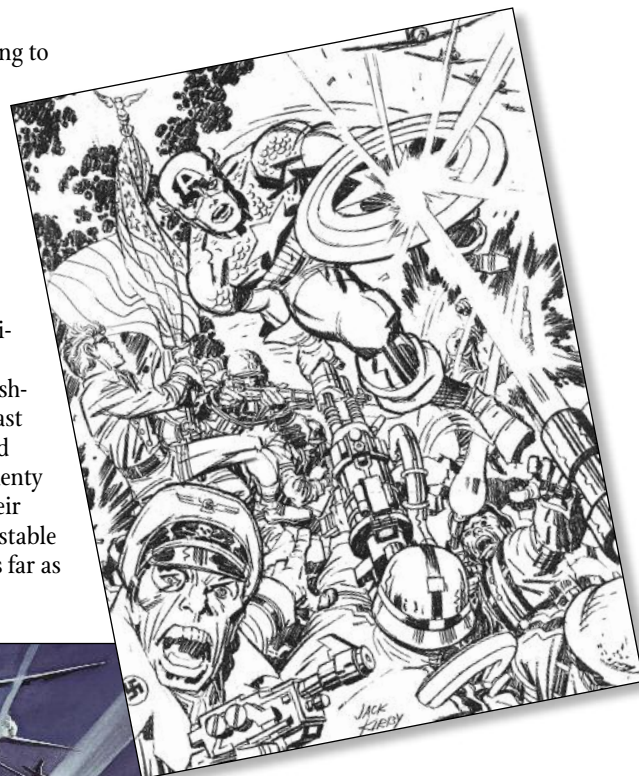 ng to
i-
sh-
ast
d
enty
eir
stable
s far as
A
JACK
KIRBY